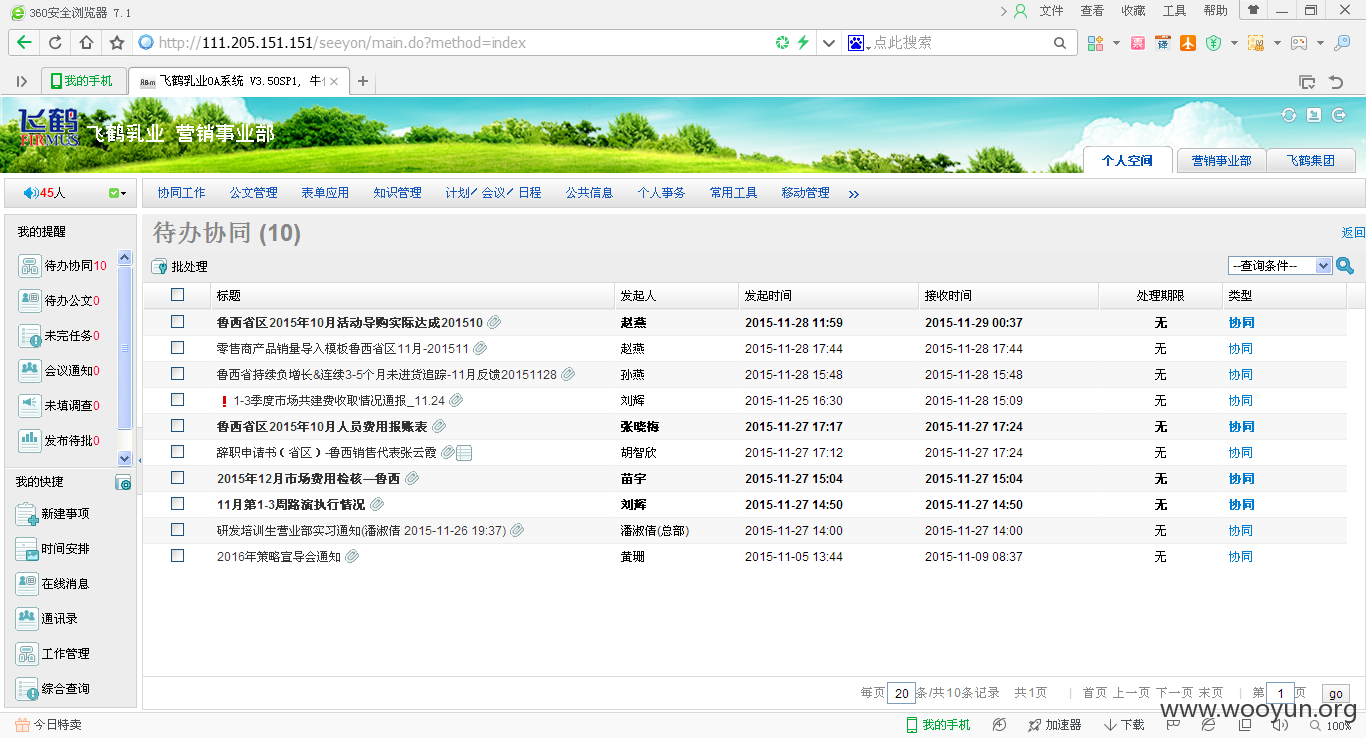 360安全浏览器 7.1 文件 查看 收藏 工具 帮助
http://111.205.151.151/seeyon/main.do?method=index 点此搜索
我的手机 A8-m 飞鹤乳业OA系统 V3.50SP1, 牛
飞鹤 FIRMUS 飞鹤乳业 营销事业部
个人空间 营销事业部 飞鹤集团
45人 协同工作 公文管理 表单应用 知识管理 计划/会议/日程 公共信息 个人事务 常用工具 移动管理 »
我的提醒
待办协同10
待办公文0
未完任务0
会议通知0
未填调查0
发布待批0
我的快捷
新建事项
时间安排
在线消息
通讯录
工作管理
综合查询
待办协同 (10) 返回
批处理 --查询条件--
标题 发起人 发起时间 接收时间 处理期限 类型
鲁西省区2015年10月活动导购实际达成201510 赵燕 2015-11-28 11:59 2015-11-29 00:37 无 协同
零售商产品销量导入模板鲁西省区11月-201511 赵燕 2015-11-28 17:44 2015-11-28 17:44 无 协同
鲁西省持续负增长&连续3-5个月未进货追踪-11月反馈20151128 孙燕 2015-11-28 15:48 2015-11-28 15:48 无 协同
! 1-3季度市场共建费收取情况通报_11.24 刘辉 2015-11-25 16:30 2015-11-28 15:09 无 协同
鲁西省区2015年10月人员费用报账表 张晓梅 2015-11-27 17:17 2015-11-27 17:24 无 协同
辞职申请书（省区）-鲁西销售代表张云霞 胡智欣 2015-11-27 17:12 2015-11-27 17:24 无 协同
2015年12月市场费用检核—鲁西 苗宇 2015-11-27 15:04 2015-11-27 15:04 无 协同
11月第1-3周路演执行情况 刘辉 2015-11-27 14:50 2015-11-27 14:50 无 协同
研发培训生营业部实习通知(潘淑倩 2015-11-26 19:37) 潘淑倩(总部) 2015-11-27 14:00 2015-11-27 14:00 无 协同
2016年策略宣导会通知 黄珊 2015-11-05 13:44 2015-11-09 08:37 无 协同
每页 20 条/共10条记录 共1页 | 首页 上一页 下一页 末页 | 第 1 页 go
www.wooyun.org
今日特卖 我的手机 加速器 下载 100%